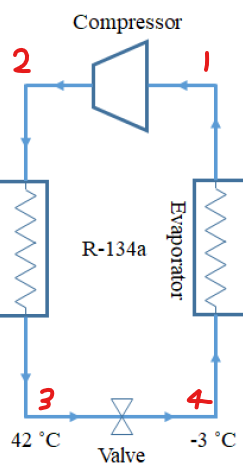 Compressor
2
1
R-134a
Evaporator
3
4
42 ˚C
Valve
-3 ˚C